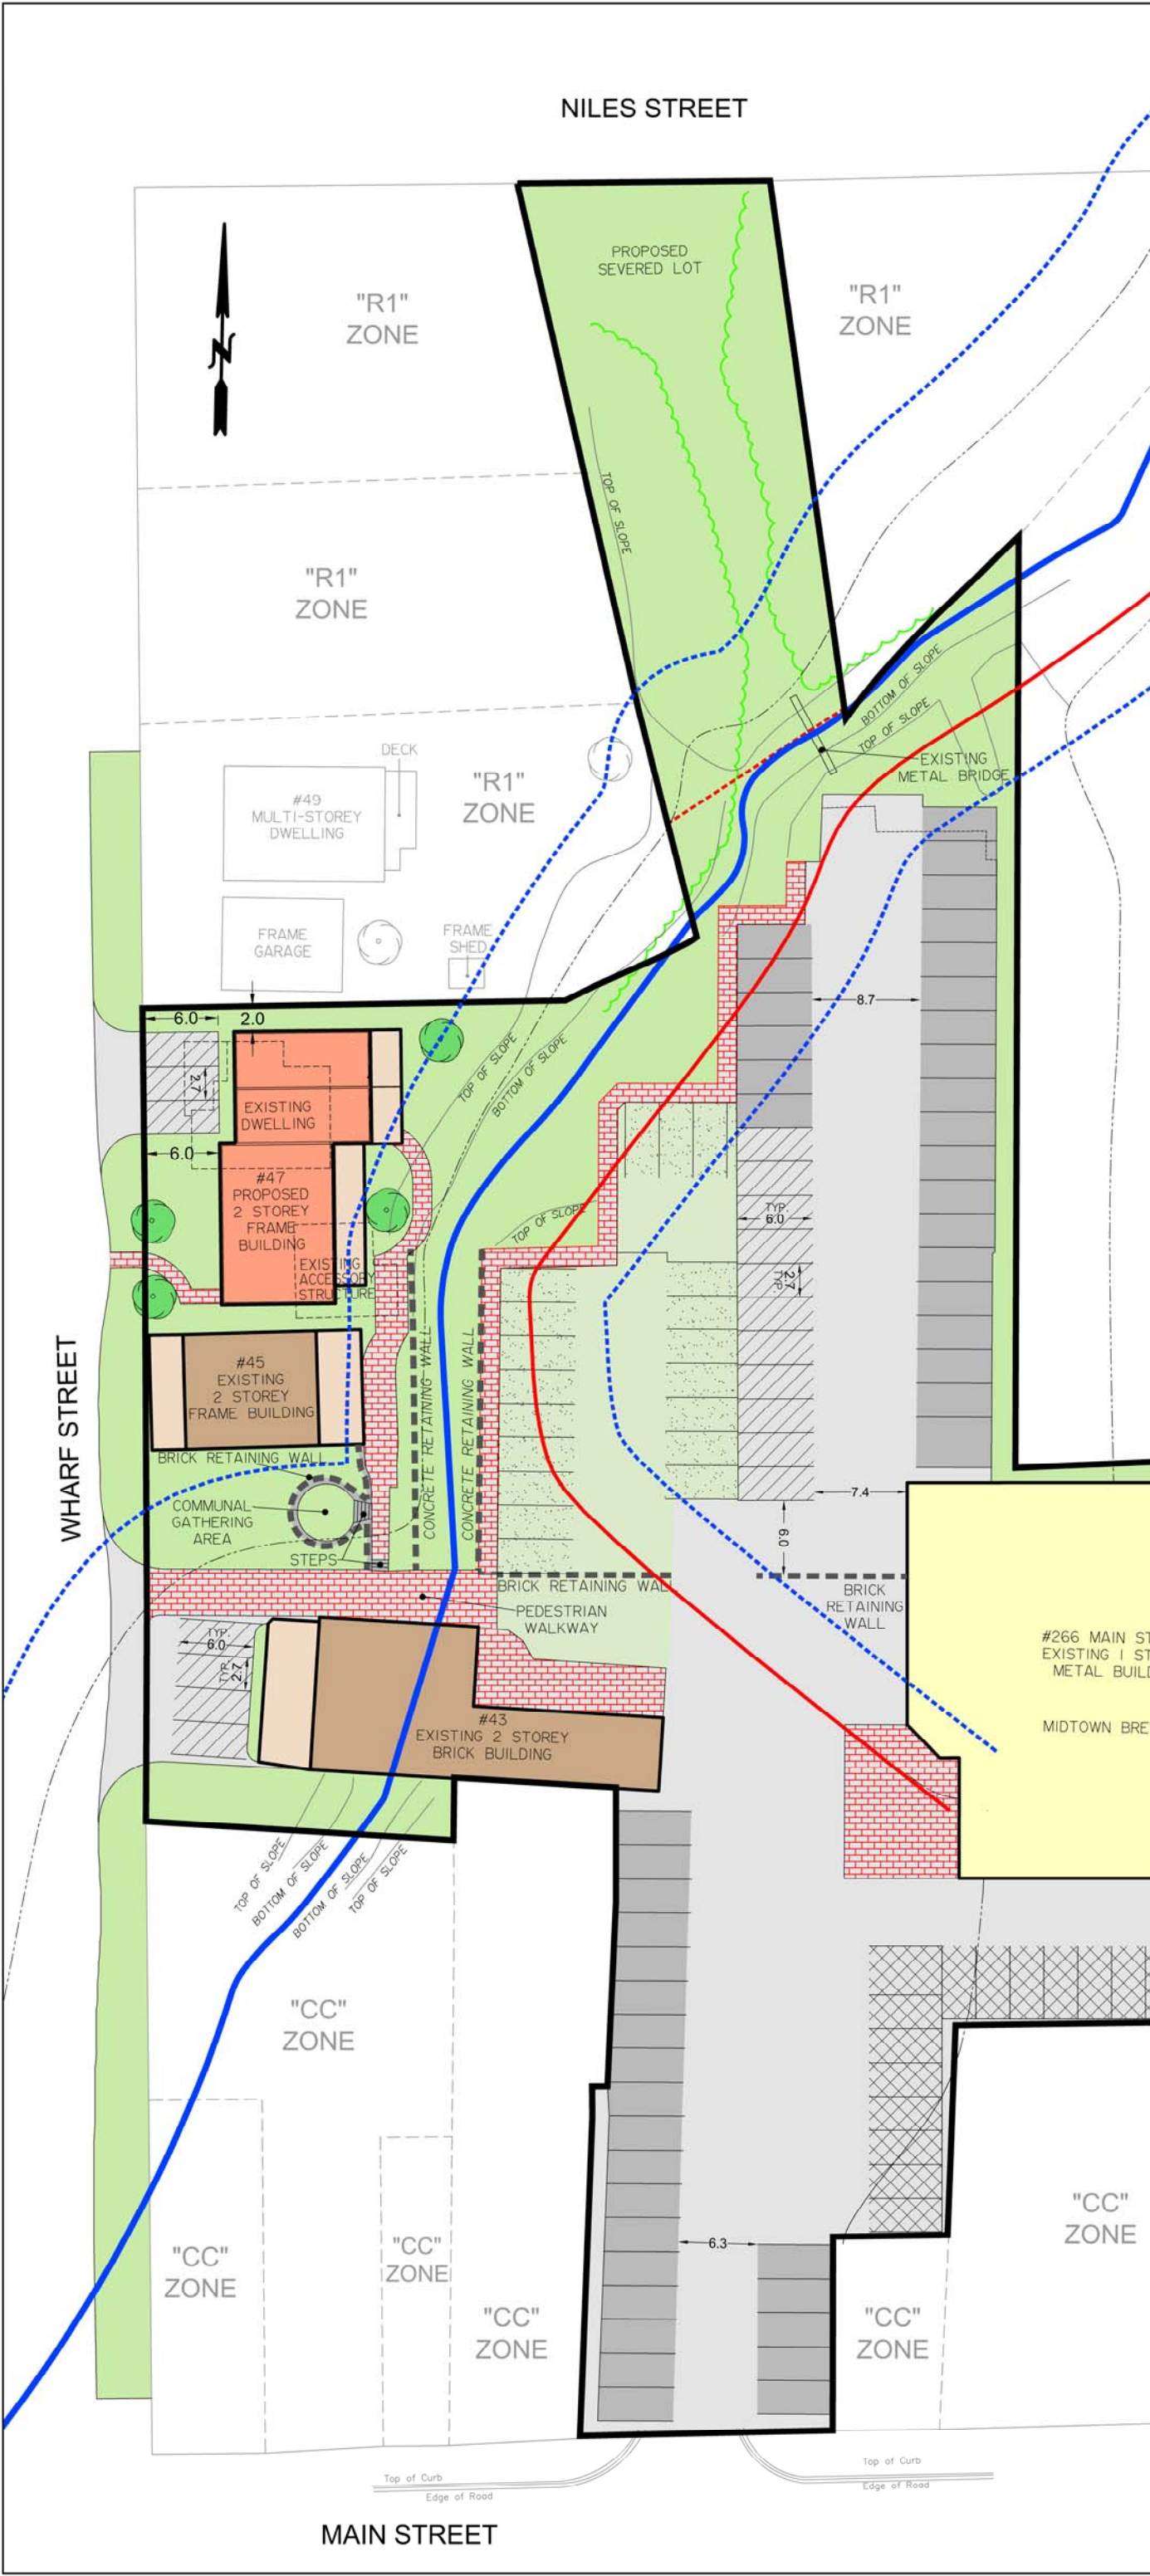 NILES STREET
PROPOSED
SEVERED LOT
"R1"
ZONE
"R1"
ZONE
N
TOP OF SLOPE
"R1"
ZONE
BOTTOM OF SLOPE
TOP OF SLOPE
EXISTING
METAL BRIDGE
DECK
"R1"
ZONE
#49
MULTI-STOREY
DWELLING
FRAME
GARAGE
FRAME
SHED
8.7
6.0
2.0
2.7
TOP OF SLOPE
BOTTOM OF SLOPE
EXISTING
DWELLING
6.0
#47
PROPOSED
2 STOREY
FRAME
BUILDING
EXISTING
ACCESSORY
STRUCTURE
TOP OF SLOPE
TYP.
6.0
2.7
TYP.
WHARF STREET
#45
EXISTING
2 STOREY
FRAME BUILDING
CONCRETE RETAINING WALL
CONCRETE RETAINING WALL
BRICK RETAINING WALL
COMMUNAL
GATHERING
AREA
STEPS
7.4
6.0
BRICK RETAINING WAL
BRICK
RETAINING
WALL
PEDESTRIAN
WALKWAY
TYP.
6.0
TYP.
2.7
#266 MAIN ST
EXISTING 1 ST
METAL BUILD
MIDTOWN BRE
#43
EXISTING 2 STOREY
BRICK BUILDING
TOP OF SLOPE
BOTTOM OF SLOPE
BOTTOM OF SLOPE
TOP OF SLOPE
"CC"
ZONE
"CC"
ZONE
"CC"
ZONE
"CC"
ZONE
"CC"
ZONE
"CC"
ZONE
6.3
Top of Curb
Edge of Road
Top of Curb
Edge of Road
MAIN STREET